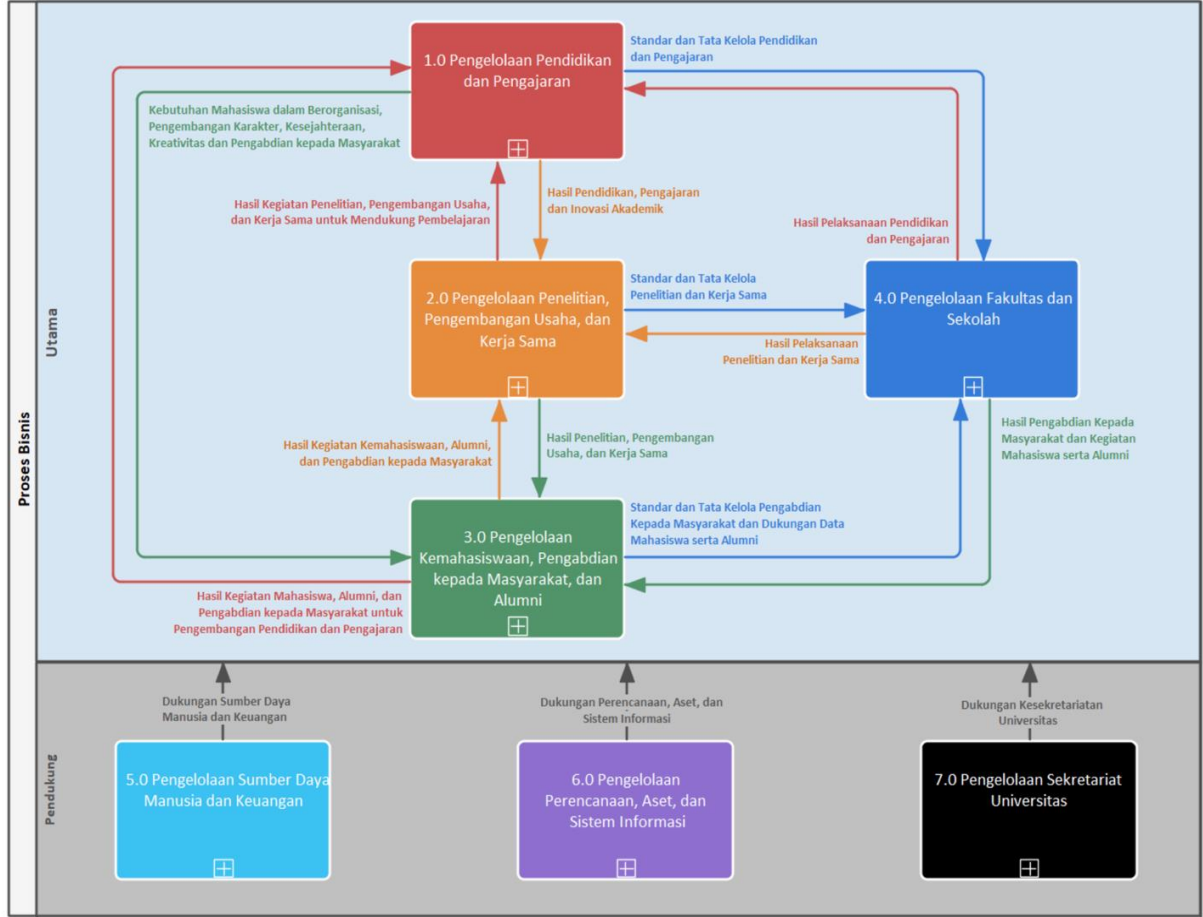 Proses Bisnis
Utama
1.0 Pengelolaan Pendidikan
dan Pengajaran
Standar dan Tata Kelola Pendidikan
dan Pengajaran
Kebutuhan Mahasiswa dalam Berorganisasi,
Pengembangan Karakter, Kesejahteraan,
Kreativitas dan Pengabdian kepada Masyarakat
Hasil Kegiatan Penelitian, Pengembangan Usaha,
dan Kerja Sama untuk Mendukung Pembelajaran
Hasil Pendidikan, Pengajaran
dan Inovasi Akademik
Hasil Pelaksanaan Pendidikan
dan Pengajaran
2.0 Pengelolaan Penelitian,
Pengembangan Usaha, dan
Kerja Sama
Standar dan Tata Kelola
Penelitian dan Kerja Sama
Hasil Pelaksanaan
Penelitian dan Kerja Sama
4.0 Pengelolaan Fakultas dan
Sekolah
Hasil Kegiatan Kemahasiswaan, Alumni,
dan Pengabdian kepada Masyarakat
Hasil Penelitian, Pengembangan
Usaha, dan Kerja Sama
Hasil Pengabdian Kepada
Masyarakat dan Kegiatan
Mahasiswa serta Alumni
3.0 Pengelolaan
Kemahasiswaan, Pengabdian
kepada Masyarakat, dan
Alumni
Standar dan Tata Kelola Pengabdian
Kepada Masyarakat dan Dukungan Data
Mahasiswa serta Alumni
Hasil Kegiatan Mahasiswa, Alumni, dan
Pengabdian kepada Masyarakat untuk
Pengembangan Pendidikan dan Pengajaran
Pendukung
Dukungan Sumber Daya
Manusia dan Keuangan
Dukungan Perencanaan, Aset, dan
Sistem Informasi
Dukungan Kesekretariatan
Universitas
5.0 Pengelolaan Sumber Daya
Manusia dan Keuangan
6.0 Pengelolaan
Perencanaan, Aset, dan
Sistem Informasi
7.0 Pengelolaan Sekretariat
Universitas